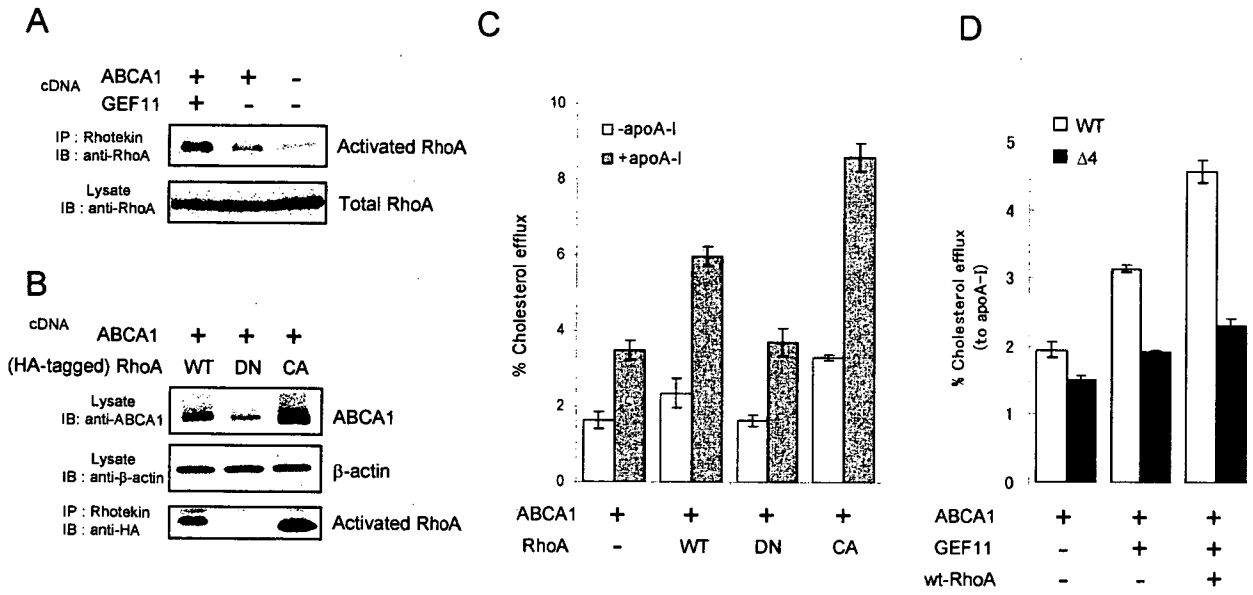 A
cDNA ABCA1 + + -
GEF11 + - -
IP : Rhotekin
IB : anti-RhoA
Activated RhoA
Lysate
IB : anti-RhoA
Total RhoA
B
cDNA ABCA1 + + +
(HA-tagged) RhoA WT DN CA
Lysate
IB: anti-ABCA1
ABCA1
Lysate
IB : anti-β-actin
β-actin
IP : Rhotekin
IB : anti-HA
Activated RhoA
C
% Cholesterol efflux
10
8
6
4
2
0
-apoA-I
+apoA-I
ABCA1 + + + +
RhoA - WT DN CA
D
% Cholesterol efflux
(to apoA-I)
5
4
3
2
1
0
WT
Δ4
ABCA1 + + +
GEF11 - + +
wt-RhoA - - +